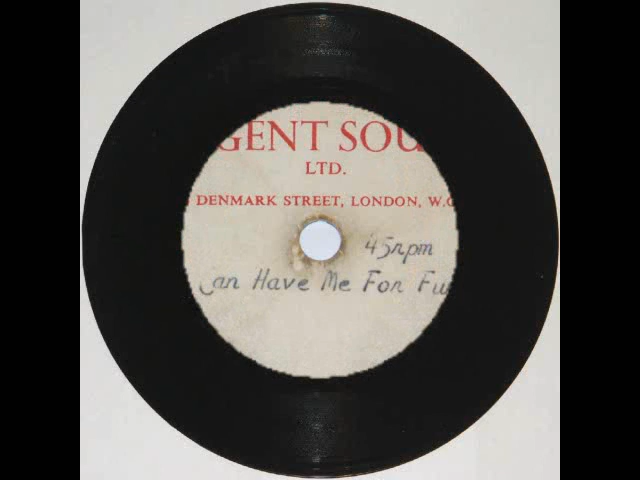 GENT SOU
LTD.
DENMARK STREET, LONDON, W.C
45rpm
an Have Me For Fu